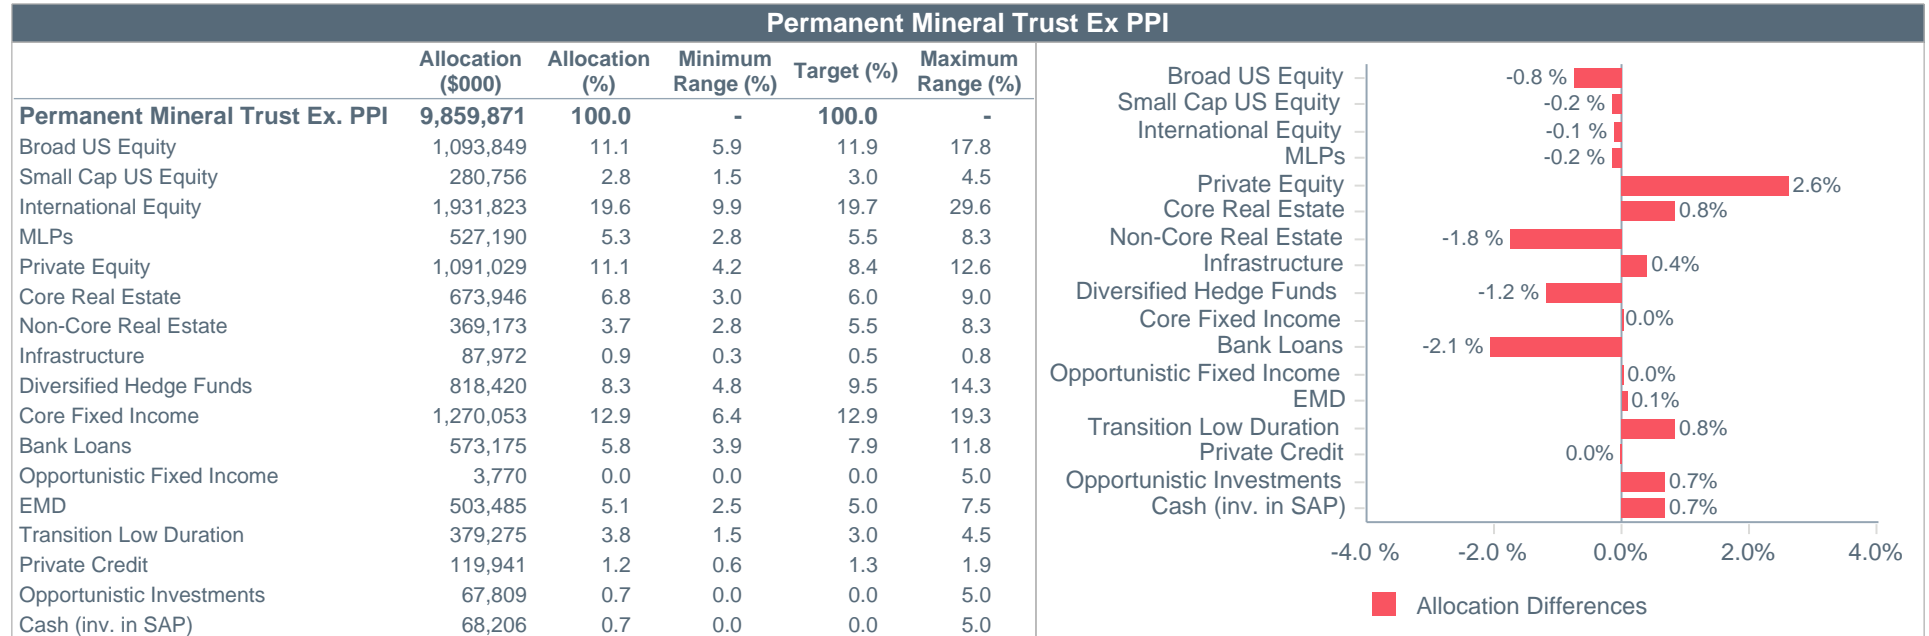 Permanent Mineral Trust Ex PPI
Allocation ($000) Allocation (%) Minimum Range (%) Target (%) Maximum Range (%)
Permanent Mineral Trust Ex. PPI 9,859,871 100.0 - 100.0 -
Broad US Equity 1,093,849 11.1 5.9 11.9 17.8
Small Cap US Equity 280,756 2.8 1.5 3.0 4.5
International Equity 1,931,823 19.6 9.9 19.7 29.6
MLPs 527,190 5.3 2.8 5.5 8.3
Private Equity 1,091,029 11.1 4.2 8.4 12.6
Core Real Estate 673,946 6.8 3.0 6.0 9.0
Non-Core Real Estate 369,173 3.7 2.8 5.5 8.3
Infrastructure 87,972 0.9 0.3 0.5 0.8
Diversified Hedge Funds 818,420 8.3 4.8 9.5 14.3
Core Fixed Income 1,270,053 12.9 6.4 12.9 19.3
Bank Loans 573,175 5.8 3.9 7.9 11.8
Opportunistic Fixed Income 3,770 0.0 0.0 0.0 5.0
EMD 503,485 5.1 2.5 5.0 7.5
Transition Low Duration 379,275 3.8 1.5 3.0 4.5
Private Credit 119,941 1.2 0.6 1.3 1.9
Opportunistic Investments 67,809 0.7 0.0 0.0 5.0
Cash (inv. in SAP) 68,206 0.7 0.0 0.0 5.0
Broad US Equity -0.8 %
Small Cap US Equity -0.2 %
International Equity -0.1 %
MLPs -0.2 %
Private Equity 2.6%
Core Real Estate 0.8%
Non-Core Real Estate -1.8 %
Infrastructure 0.4%
Diversified Hedge Funds -1.2 %
Core Fixed Income 0.0%
Bank Loans -2.1 %
Opportunistic Fixed Income 0.0%
EMD 0.1%
Transition Low Duration 0.8%
Private Credit 0.0%
Opportunistic Investments 0.7%
Cash (inv. in SAP) 0.7%
-4.0 % -2.0 % 0.0% 2.0% 4.0%
Allocation Differences